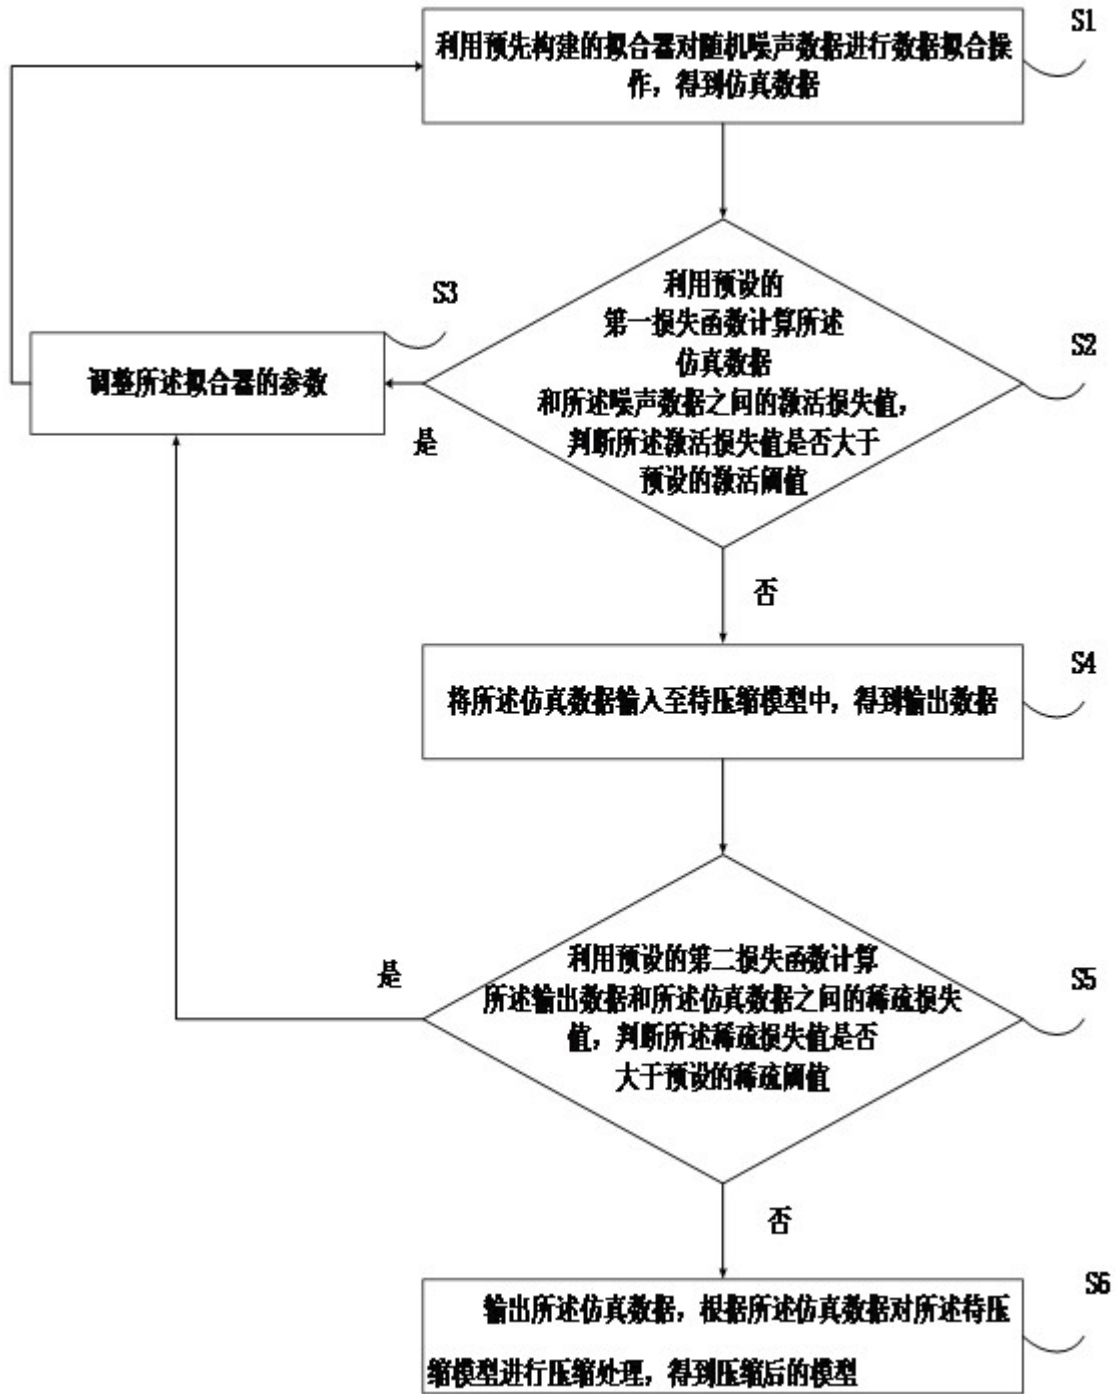 S1
利用预先构建的拟合器对随机噪声数据进行数据拟合操
作，得到仿真数据
利用预设的
第一损失函数计算所述
仿真数据
和所述噪声数据之间的激活损失值，
判断所述激活损失值是否大于
预设的激活阈值
S2
S3
调整所述拟合器的参数
是
否
S4
将所述仿真数据输入至待压缩模型中，得到输出数据
是
利用预设的第二损失函数计算
所述输出数据和所述仿真数据之间的稀疏损失
值，判断所述稀疏损失值是否
大于预设的稀疏阈值
S5
否
S6
输出所述仿真数据，根据所述仿真数据对所述待压
缩模型进行压缩处理，得到压缩后的模型